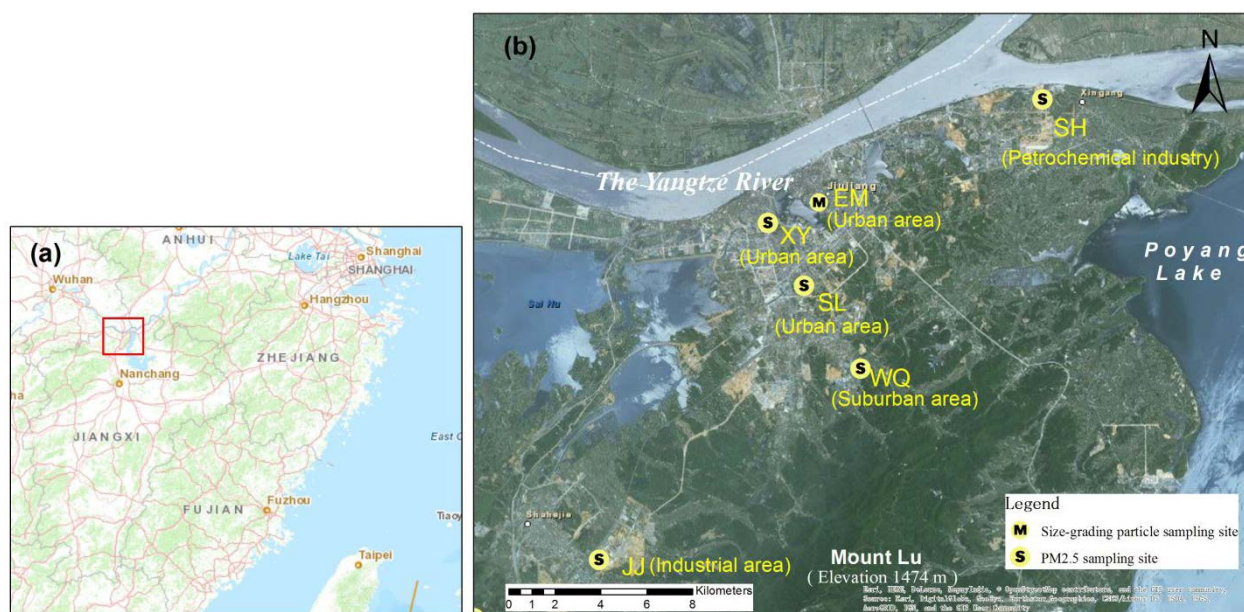 (a)
ANHUI
Shanghai
Lake Tai
SHANGHAI
Wuhan
Hangzhou
ZHEJIANG
Nanchang
ha
JIANGXI
East C
Fuzhou
FUJIAN
Tiaoy
Taipei
(b)
N
S
Xingang
SH
(Petrochemical industry)
The Yangtze River
Jiujiang
M
EM
(Urban area)
S
XY
(Urban area)
Poyang
Lake
S
SL
(Urban area)
S
WQ
(Suburban area)
Shahejie
S
JJ (Industrial area)
Mount Lu
( Elevation 1474 m )
Legend
M Size-grading particle sampling site
S PM2.5 sampling site
Kilometers
0 1 2 4 6 8